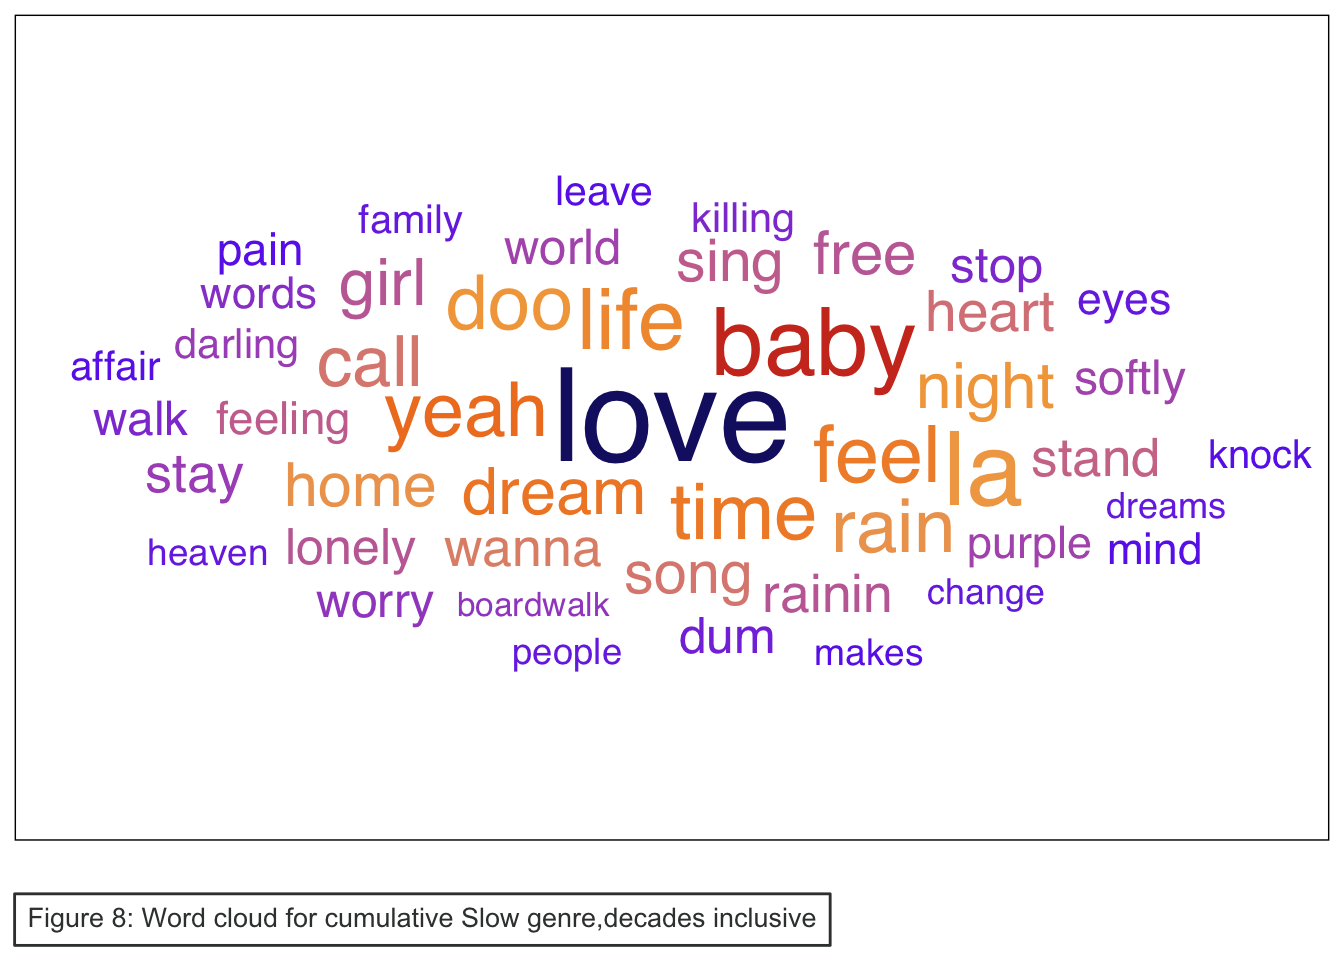 leave
family
killing
pain
world
sing
free
stop
words
girl
doo
life
heart
eyes
darling
baby
affair
call
night
softly
walk
feeling
yeah
love
feel
la
stand
knock
stay
home
dream
time
rain
dreams
heaven
lonely
wanna
purple
mind
song
rainin
change
worry
boardwalk
people
dum
makes
Figure 8: Word cloud for cumulative Slow genre,decades inclusive